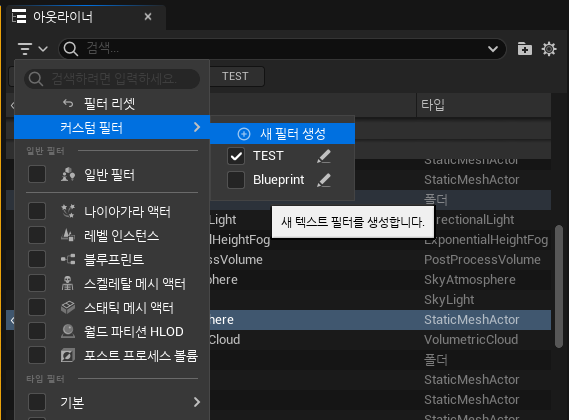 아웃라이너
검색...
검색하려면 입력하세요.
TEST
필터 리셋
타입
커스텀 필터
새 필터 생성
일반 필터
TEST
StaticMeshActor
일반 필터
Blueprint
StaticMeshActor
폴더
나이아가라 액터
새 텍스트 필터를 생성합니다.
Light
irectionalLight
레벨 인스턴스
alHeightFog
ExponentialHeightFog
블루프린트
cessVolume
PostProcessVolume
스켈레탈 메시 액터
sphere
SkyAtmosphere
SkyLight
스태틱 메시 액터
here
StaticMeshActor
월드 파티션 HLOD
Cloud
VolumetricCloud
포스트 프로세스 볼륨
폴더
타입 필터
StaticMeshActor
기본
StaticMeshActor
StaticMeshActor